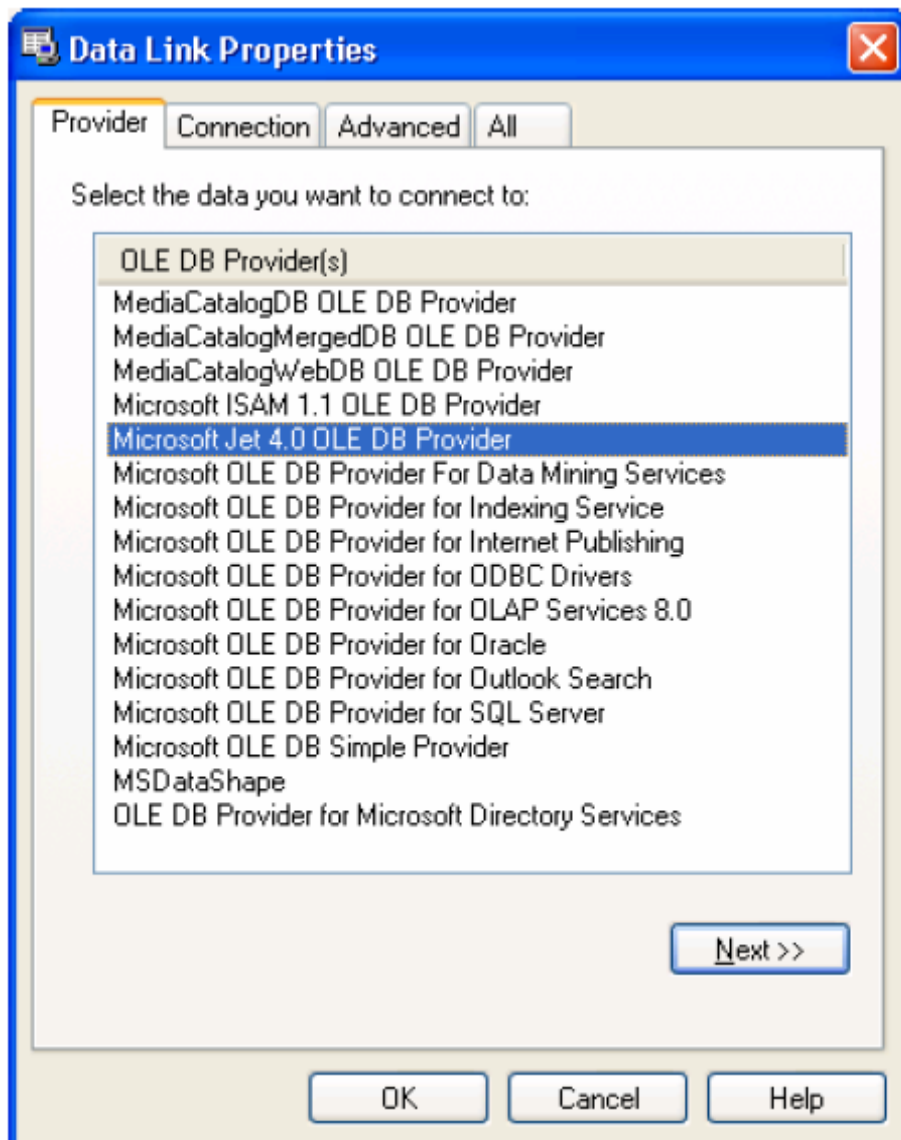 Data Link Properties
Provider Connection Advanced All
Select the data you want to connect to:
OLE DB Provider(s)
MediaCatalogDB OLE DB Provider
MediaCatalogMergedDB OLE DB Provider
MediaCatalogWebDB OLE DB Provider
Microsoft ISAM 1.1 OLE DB Provider
Microsoft Jet 4.0 OLE DB Provider
Microsoft OLE DB Provider For Data Mining Services
Microsoft OLE DB Provider for Indexing Service
Microsoft OLE DB Provider for Internet Publishing
Microsoft OLE DB Provider for ODBC Drivers
Microsoft OLE DB Provider for OLAP Services 8.0
Microsoft OLE DB Provider for Oracle
Microsoft OLE DB Provider for Outlook Search
Microsoft OLE DB Provider for SQL Server
Microsoft OLE DB Simple Provider
MSDataShape
OLE DB Provider for Microsoft Directory Services
Next >>
OK Cancel Help